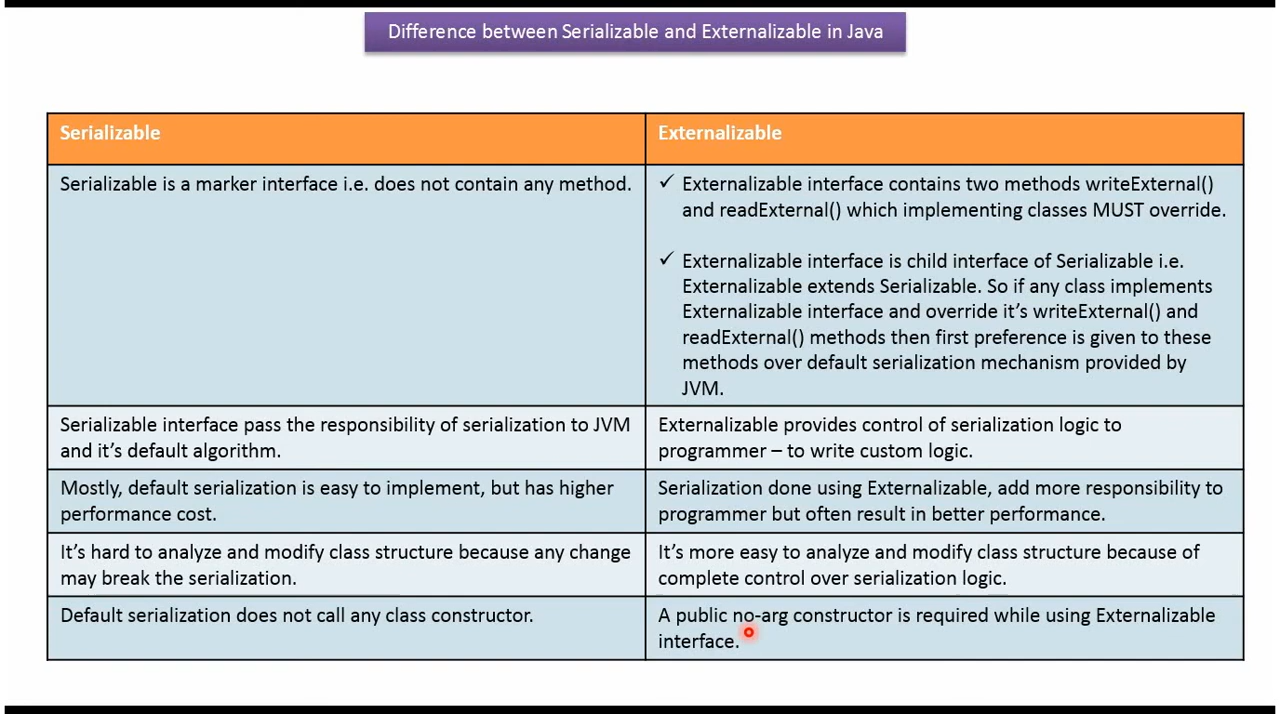 Difference between Serializable and Externalizable in Java
Serializable
Externalizable
Serializable is a marker interface i.e. does not contain any method.
✓ Externalizable interface contains two methods writeExternal()
and readExternal() which implementing classes MUST override.
✓ Externalizable interface is child interface of Serializable i.e.
Externalizable extends Serializable. So if any class implements
Externalizable interface and override it's writeExternal() and
readExternal() methods then first preference is given to these
methods over default serialization mechanism provided by
JVM.
Serializable interface pass the responsibility of serialization to JVM
and it's default algorithm.
Externalizable provides control of serialization logic to
programmer – to write custom logic.
Mostly, default serialization is easy to implement, but has higher
performance cost.
Serialization done using Externalizable, add more responsibility to
programmer but often result in better performance.
It's hard to analyze and modify class structure because any change
may break the serialization.
It's more easy to analyze and modify class structure because of
complete control over serialization logic.
Default serialization does not call any class constructor.
A public no-arg constructor is required while using Externalizable
interface.